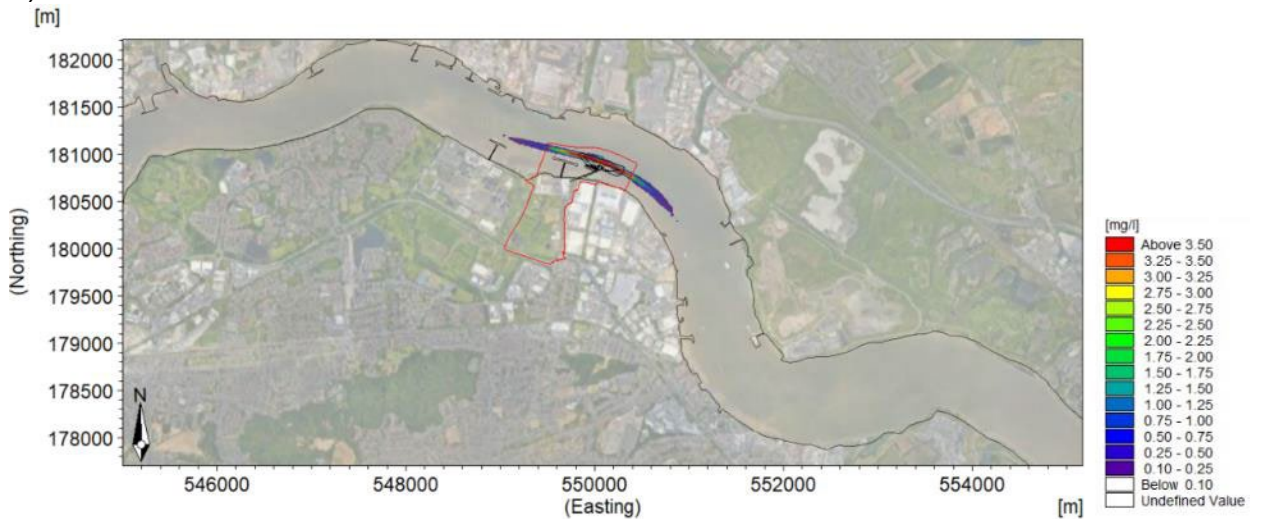 [m]
182000
181500
181000
180500
180000
179500
179000
178500
178000
(Northing)
N
546000
548000
550000
552000
554000
(Easting)
[m]
[mg/l]
Above 3.50
3.25 - 3.50
3.00 - 3.25
2.75 - 3.00
2.50 - 2.75
2.25 - 2.50
2.00 - 2.25
1.75 - 2.00
1.50 - 1.75
1.25 - 1.50
1.00 - 1.25
0.75 - 1.00
0.50 - 0.75
0.25 - 0.50
0.10 - 0.25
Below 0.10
Undefined Value